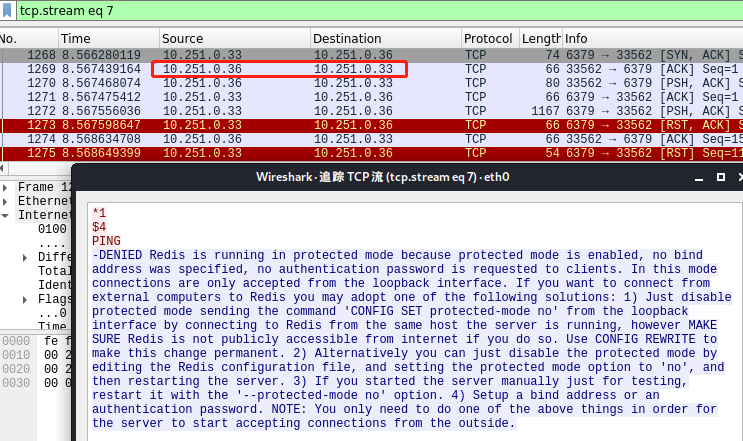 tcp.stream eq 7
No. Time Source Destination Protocol Length Info
1268 8.566280119 10.251.0.33 10.251.0.36 TCP 74 6379 → 33562 [SYN, ACK] S
1269 8.567439164 10.251.0.36 10.251.0.33 TCP 66 33562 → 6379 [ACK] Seq=1
1270 8.567468074 10.251.0.36 10.251.0.33 TCP 80 33562 → 6379 [PSH, ACK] S
1271 8.567475412 10.251.0.33 10.251.0.36 TCP 66 6379 → 33562 [ACK] Seq=1
1272 8.567556036 10.251.0.33 10.251.0.36 TCP 1167 6379 → 33562 [PSH, ACK] S
1273 8.567598647 10.251.0.33 10.251.0.36 TCP 66 6379 → 33562 [RST, ACK] S
1274 8.568634708 10.251.0.36 10.251.0.33 TCP 66 33562 → 6379 [ACK] Seq=15
1275 8.568649399 10.251.0.33 10.251.0.36 TCP 54 6379 → 33562 [RST] Seq=11
Wireshark · 追踪 TCP 流 (tcp.stream eq 7) · eth0
Frame 12
Ethernet
Internet
0100
....
Diffe
Total
Ident
Flags
...0
Time
0000 fe f
0010 00 2
0020 00 2
0030 00 0
*1
$4
PING
-DENIED Redis is running in protected mode because protected mode is enabled, no bind
address was specified, no authentication password is requested to clients. In this mode
connections are only accepted from the loopback interface. If you want to connect from
external computers to Redis you may adopt one of the following solutions: 1) Just disable
protected mode sending the command 'CONFIG SET protected-mode no' from the loopback
interface by connecting to Redis from the same host the server is running, however MAKE
SURE Redis is not publicly accessible from internet if you do so. Use CONFIG REWRITE to
make this change permanent. 2) Alternatively you can just disable the protected mode by
editing the Redis configuration file, and setting the protected mode option to 'no', and
then restarting the server. 3) If you started the server manually just for testing,
restart it with the '--protected-mode no' option. 4) Setup a bind address or an
authentication password. NOTE: You only need to do one of the above things in order for
the server to start accepting connections from the outside.